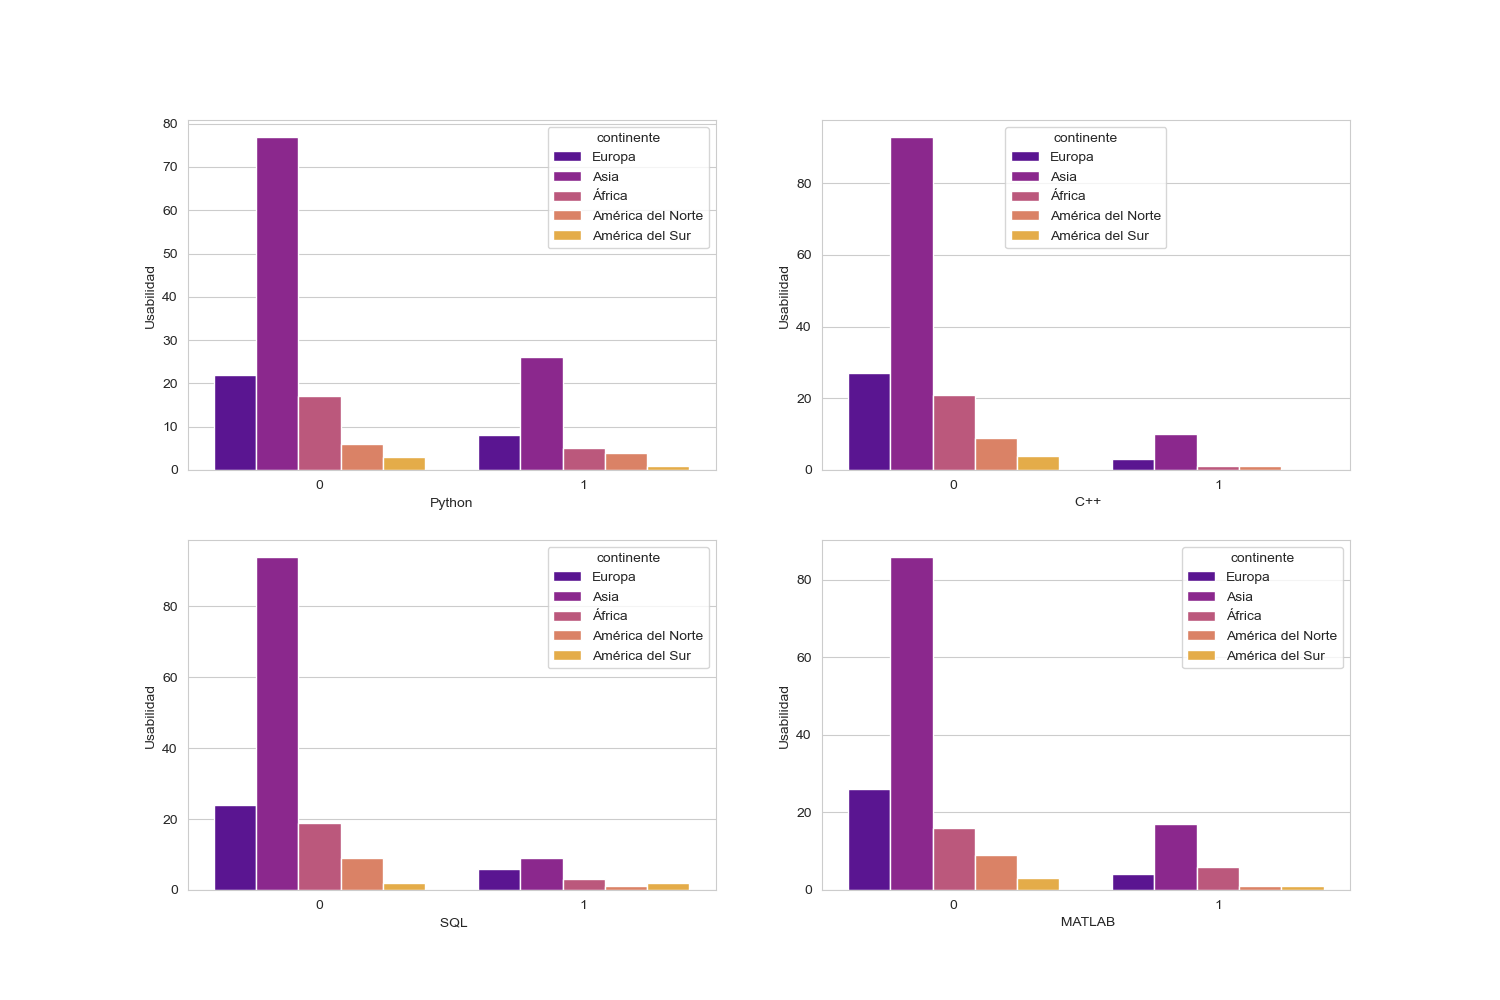 80
70
60
50
40
30
20
10
0
Usabilidad
continente
Europa
Asia
África
América del Norte
América del Sur
0 1
Python
80
60
40
20
0
Usabilidad
continente
Europa
Asia
África
América del Norte
América del Sur
0 1
C++
80
60
40
20
0
Usabilidad
continente
Europa
Asia
África
América del Norte
América del Sur
0 1
SQL
80
60
40
20
0
Usabilidad
continente
Europa
Asia
África
América del Norte
América del Sur
0 1
MATLAB